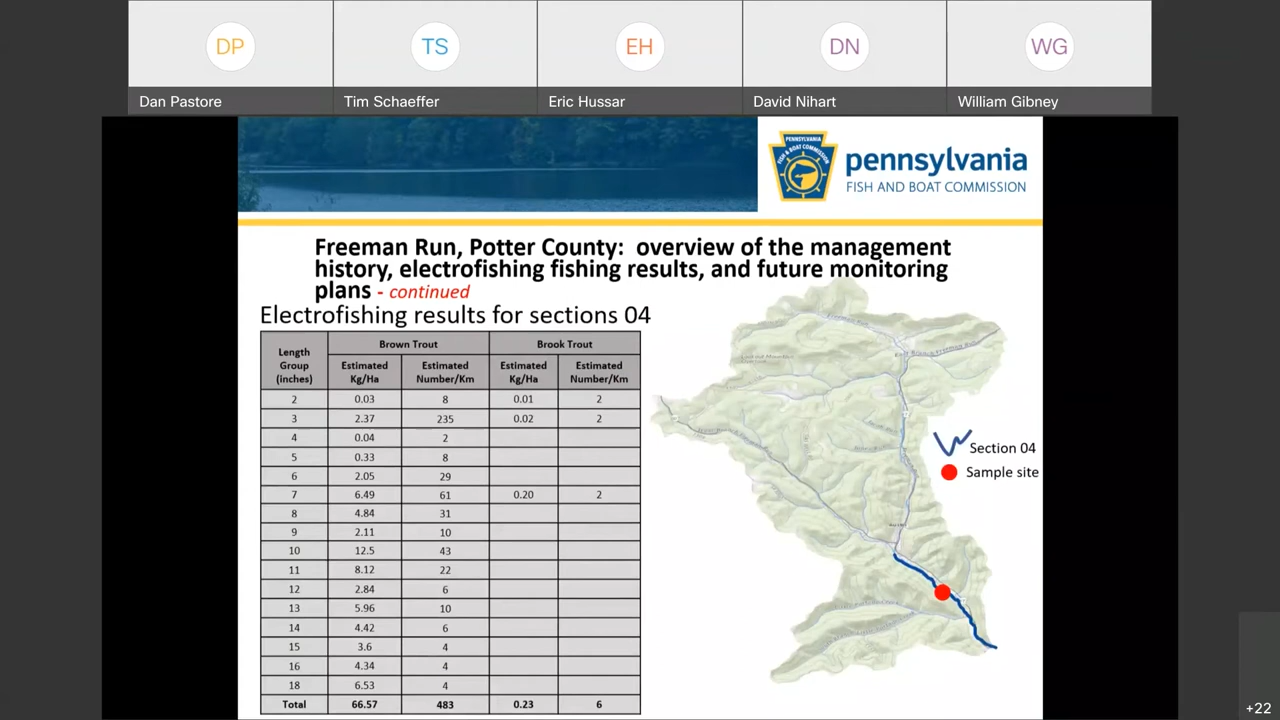 DP
TS
EH
DN
WG
Dan Pastore
Tim Schaeffer
Eric Hussar
David Nihart
William Gibney
PENNSYLVANIA
FISH & BOAT COMMISSION
pennsylvania
FISH AND BOAT COMMISSION
Freeman Run, Potter County: overview of the management
history, electrofishing fishing results, and future monitoring
plans - continued
Electrofishing results for sections 04
Length Group (inches) Brown Trout Brook Trout
Estimated Kg/Ha Estimated Number/Km Estimated Kg/Ha Estimated Number/Km
2 0.03 8 0.01 2
3 2.37 235 0.02 2
4 0.04 2
5 0.33 8
6 2.05 29
7 6.49 61 0.20 2
8 4.84 31
9 2.11 10
10 12.5 43
11 8.12 22
12 2.84 6
13 5.96 10
14 4.42 6
15 3.6 4
16 4.34 4
18 6.53 4
Total 66.57 483 0.23 6
Section 04
Sample site
+22